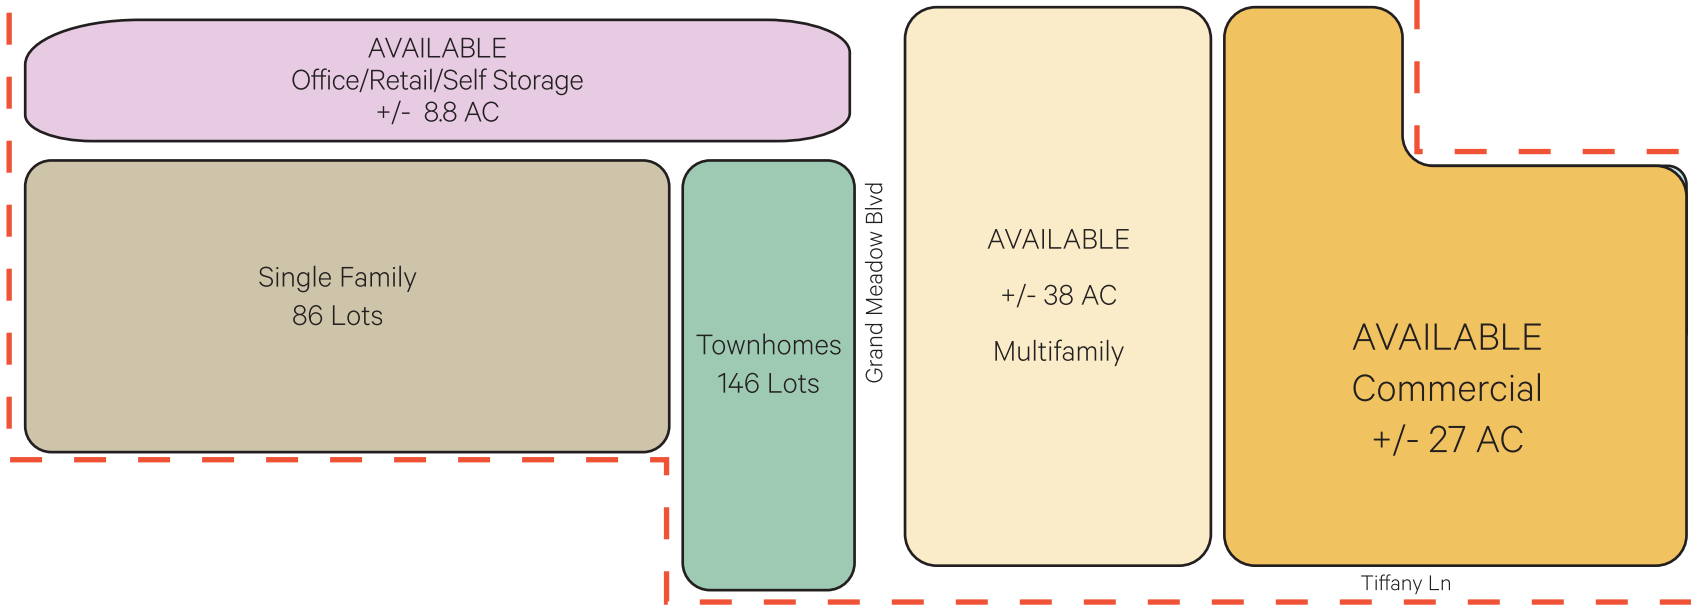 AVAILABLE
Office/Retail/Self Storage
+/-  8.8 AC
Single Family
86 Lots
Townhomes
146 Lots
Grand Meadow Blvd
AVAILABLE
+/- 38 AC
Multifamily
AVAILABLE
Commercial
+/- 27 AC
Tiffany Ln